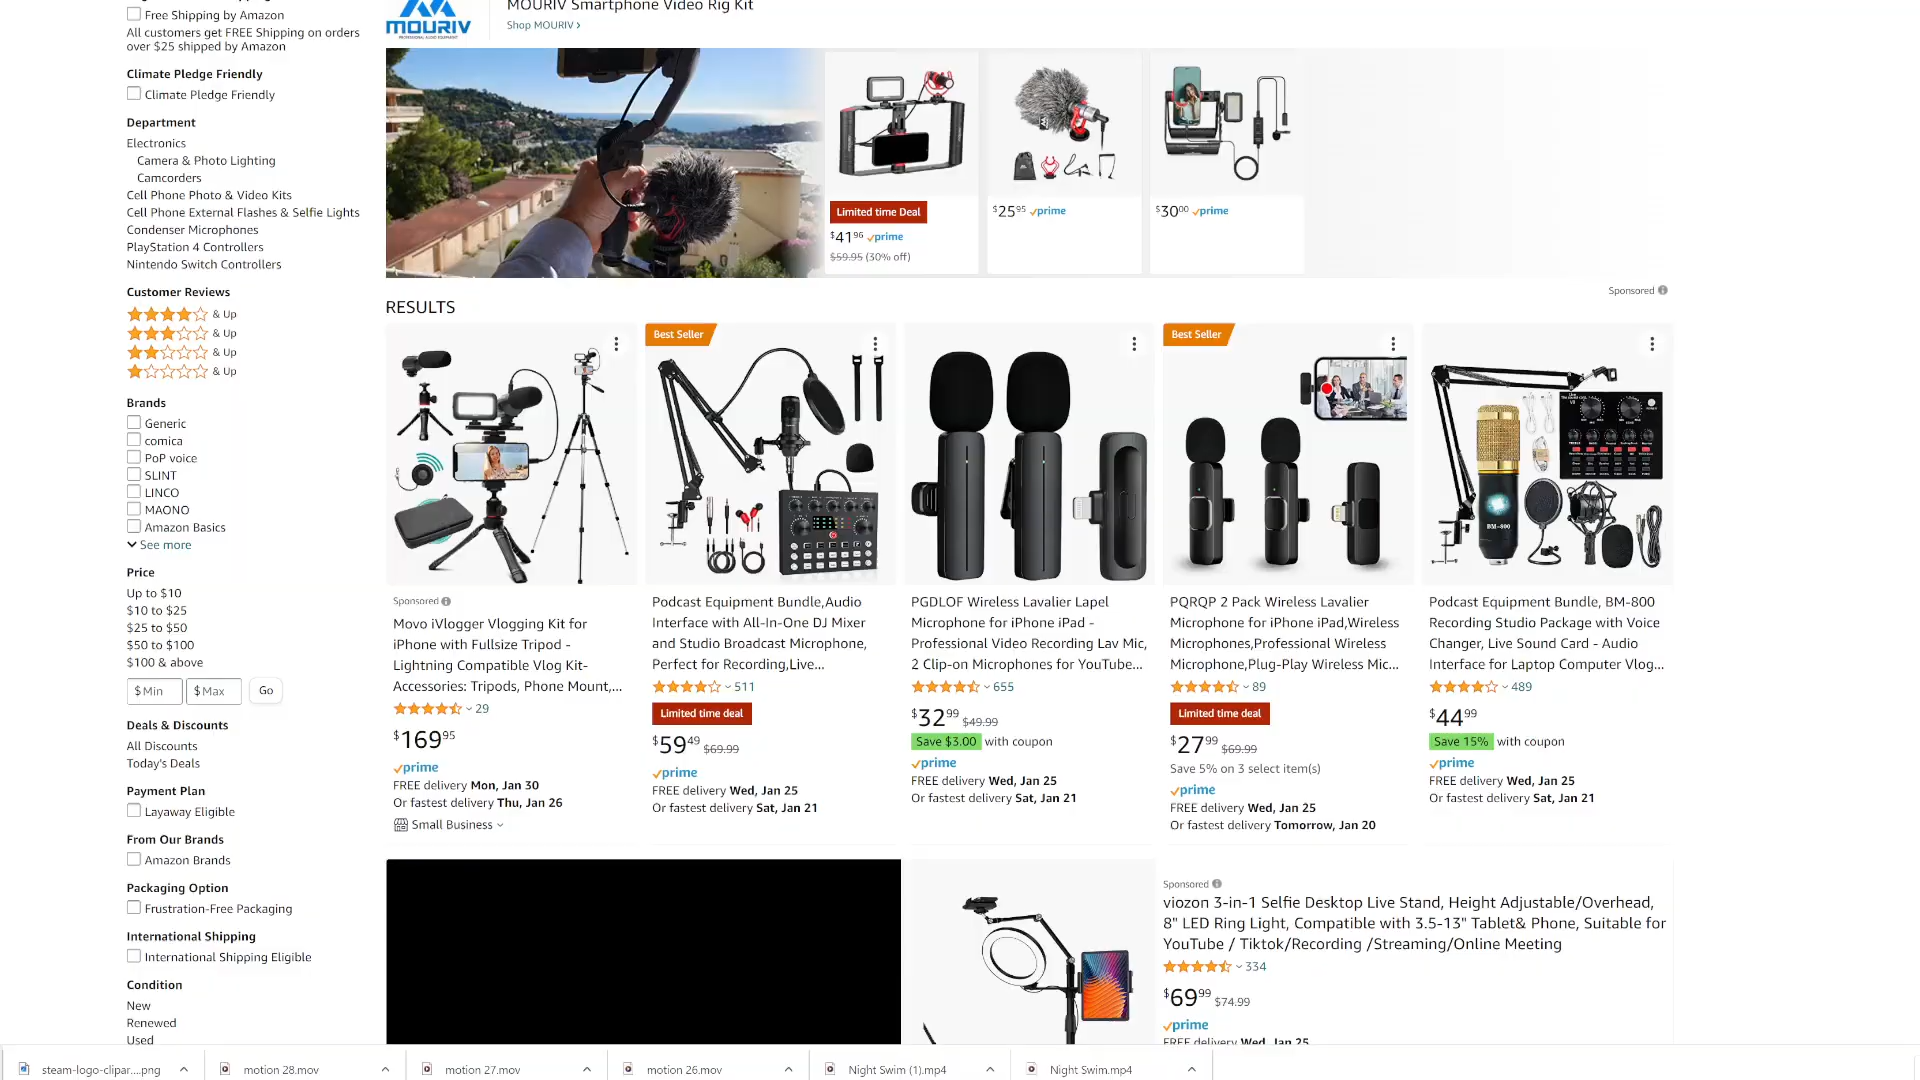 Free Shipping by Amazon
All customers get FREE Shipping on orders
over $25 shipped by Amazon
Climate Pledge Friendly
Climate Pledge Friendly
Department
Electronics
Camera & Photo Lighting
Camcorders
Cell Phone Photo & Video Kits
Cell Phone External Flashes & Selfie Lights
Condenser Microphones
PlayStation 4 Controllers
Nintendo Switch Controllers
Customer Reviews
& Up
& Up
& Up
& Up
Brands
Generic
comica
PoP voice
SLINT
LINCO
MAONO
Amazon Basics
See more
Price
Up to $10
$10 to $25
$25 to $50
$50 to $100
$100 & above
$ Min $ Max Go
Deals & Discounts
All Discounts
Today's Deals
Payment Plan
Layaway Eligible
From Our Brands
Amazon Brands
Packaging Option
Frustration-Free Packaging
International Shipping
International Shipping Eligible
Condition
New
Renewed
Used
MOURIV
MOURIV Smartphone Video Rig Kit
Shop MOURIV ›
Limited time Deal
$4196 prime
$59.95 (30% off)
$2595 prime
$3000 prime
Sponsored
RESULTS
Sponsored
Movo iVlogger Vlogging Kit for
iPhone with Fullsize Tripod -
Lightning Compatible Vlog Kit-
Accessories: Tripods, Phone Mount,...
29
$16995
prime
FREE delivery Mon, Jan 30
Or fastest delivery Thu, Jan 26
Small Business
Best Seller
Podcast Equipment Bundle,Audio
Interface with All-In-One DJ Mixer
and Studio Broadcast Microphone,
Perfect for Recording,Live...
511
Limited time deal
$5949 $69.99
prime
FREE delivery Wed, Jan 25
Or fastest delivery Sat, Jan 21
PGDLOF Wireless Lavalier Lapel
Microphone for iPhone iPad -
Professional Video Recording Lav Mic,
2 Clip-on Microphones for YouTube...
655
$3299 $49.99
Save $3.00 with coupon
prime
FREE delivery Wed, Jan 25
Or fastest delivery Sat, Jan 21
Best Seller
PQRQP 2 Pack Wireless Lavalier
Microphone for iPhone iPad,Wireless
Microphones,Professional Wireless
Microphone,Plug-Play Wireless Mic...
89
Limited time deal
$2799 $69.99
Save 5% on 3 select item(s)
prime
FREE delivery Wed, Jan 25
Or fastest delivery Tomorrow, Jan 20
BM-800
Podcast Equipment Bundle, BM-800
Recording Studio Package with Voice
Changer, Live Sound Card - Audio
Interface for Laptop Computer Vlog...
489
$4499
Save 15% with coupon
prime
FREE delivery Wed, Jan 25
Or fastest delivery Sat, Jan 21
Sponsored
viozon 3-in-1 Selfie Desktop Live Stand, Height Adjustable/Overhead,
8" LED Ring Light, Compatible with 3.5-13" Tablet& Phone, Suitable for
YouTube / Tiktok/Recording /Streaming/Online Meeting
334
$6999 $74.99
prime
FREE delivery Wed, Jan 25
steam-logo-clipar....png
motion 28.mov
motion 27.mov
motion 26.mov
Night Swim (1).mp4
Night Swim.mp4